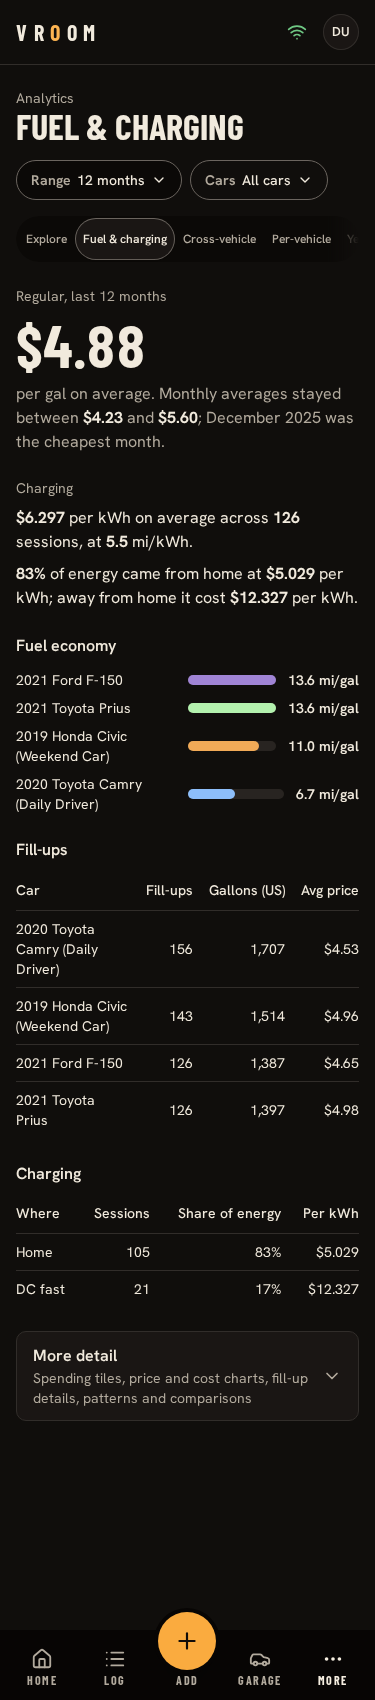 VROOM
DU
Analytics
FUEL & CHARGING
Range 12 months
Cars All cars
Explore
Fuel & charging
Cross-vehicle
Per-vehicle
Regular, last 12 months
$4.88
per gal on average. Monthly averages stayed
between $4.23 and $5.60; December 2025 was
the cheapest month.
Charging
$6.297 per kWh on average across 126
sessions, at 5.5 mi/kWh.
83% of energy came from home at $5.029 per
kWh; away from home it cost $12.327 per kWh.
Fuel economy
2021 Ford F-150 13.6 mi/gal
2021 Toyota Prius 13.6 mi/gal
2019 Honda Civic
(Weekend Car) 11.0 mi/gal
2020 Toyota Camry
(Daily Driver) 6.7 mi/gal
Fill-ups
Car Fill-ups Gallons (US) Avg price
2020 Toyota
Camry (Daily 156 1,707 $4.53
Driver)
2019 Honda Civic
(Weekend Car) 143 1,514 $4.96
2021 Ford F-150 126 1,387 $4.65
2021 Toyota
Prius 126 1,397 $4.98
Charging
Where Sessions Share of energy Per kWh
Home 105 83% $5.029
DC fast 21 17% $12.327
More detail
Spending tiles, price and cost charts, fill-up
details, patterns and comparisons
HOME
LOG
ADD
GARAGE
MORE